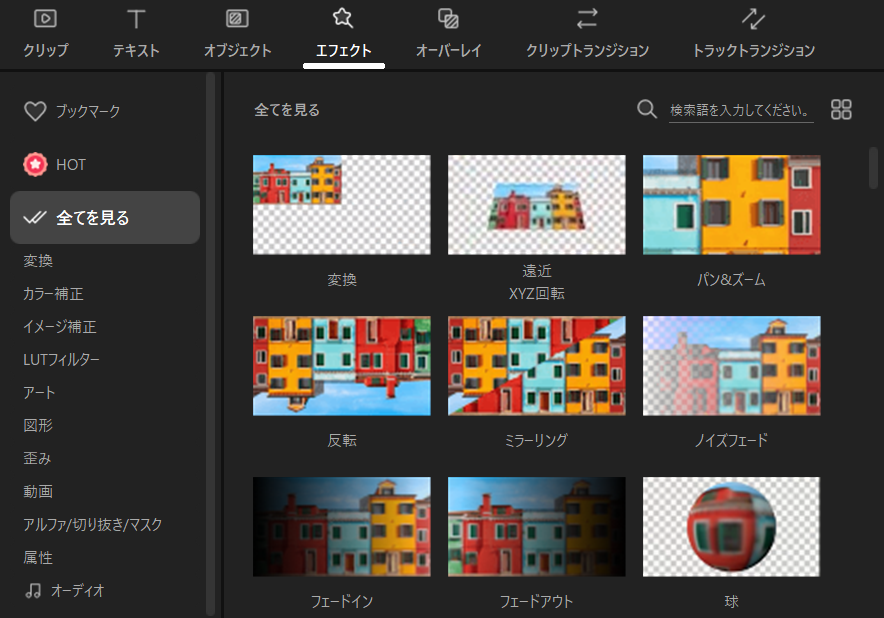 クリップ
テキスト
オブジェクト
エフェクト
オーバーレイ
クリップトランジション
トラックトランジション
ブックマーク
HOT
全てを見る
変換
カラー補正
イメージ補正
LUTフィルター
アート
図形
歪み
動画
アルファ/切り抜き/マスク
属性
オーディオ
全てを見る
検索語を入力してください。
変換
遠近
XYZ回転
パン&ズーム
反転
ミラーリング
ノイズフェード
フェードイン
フェードアウト
球